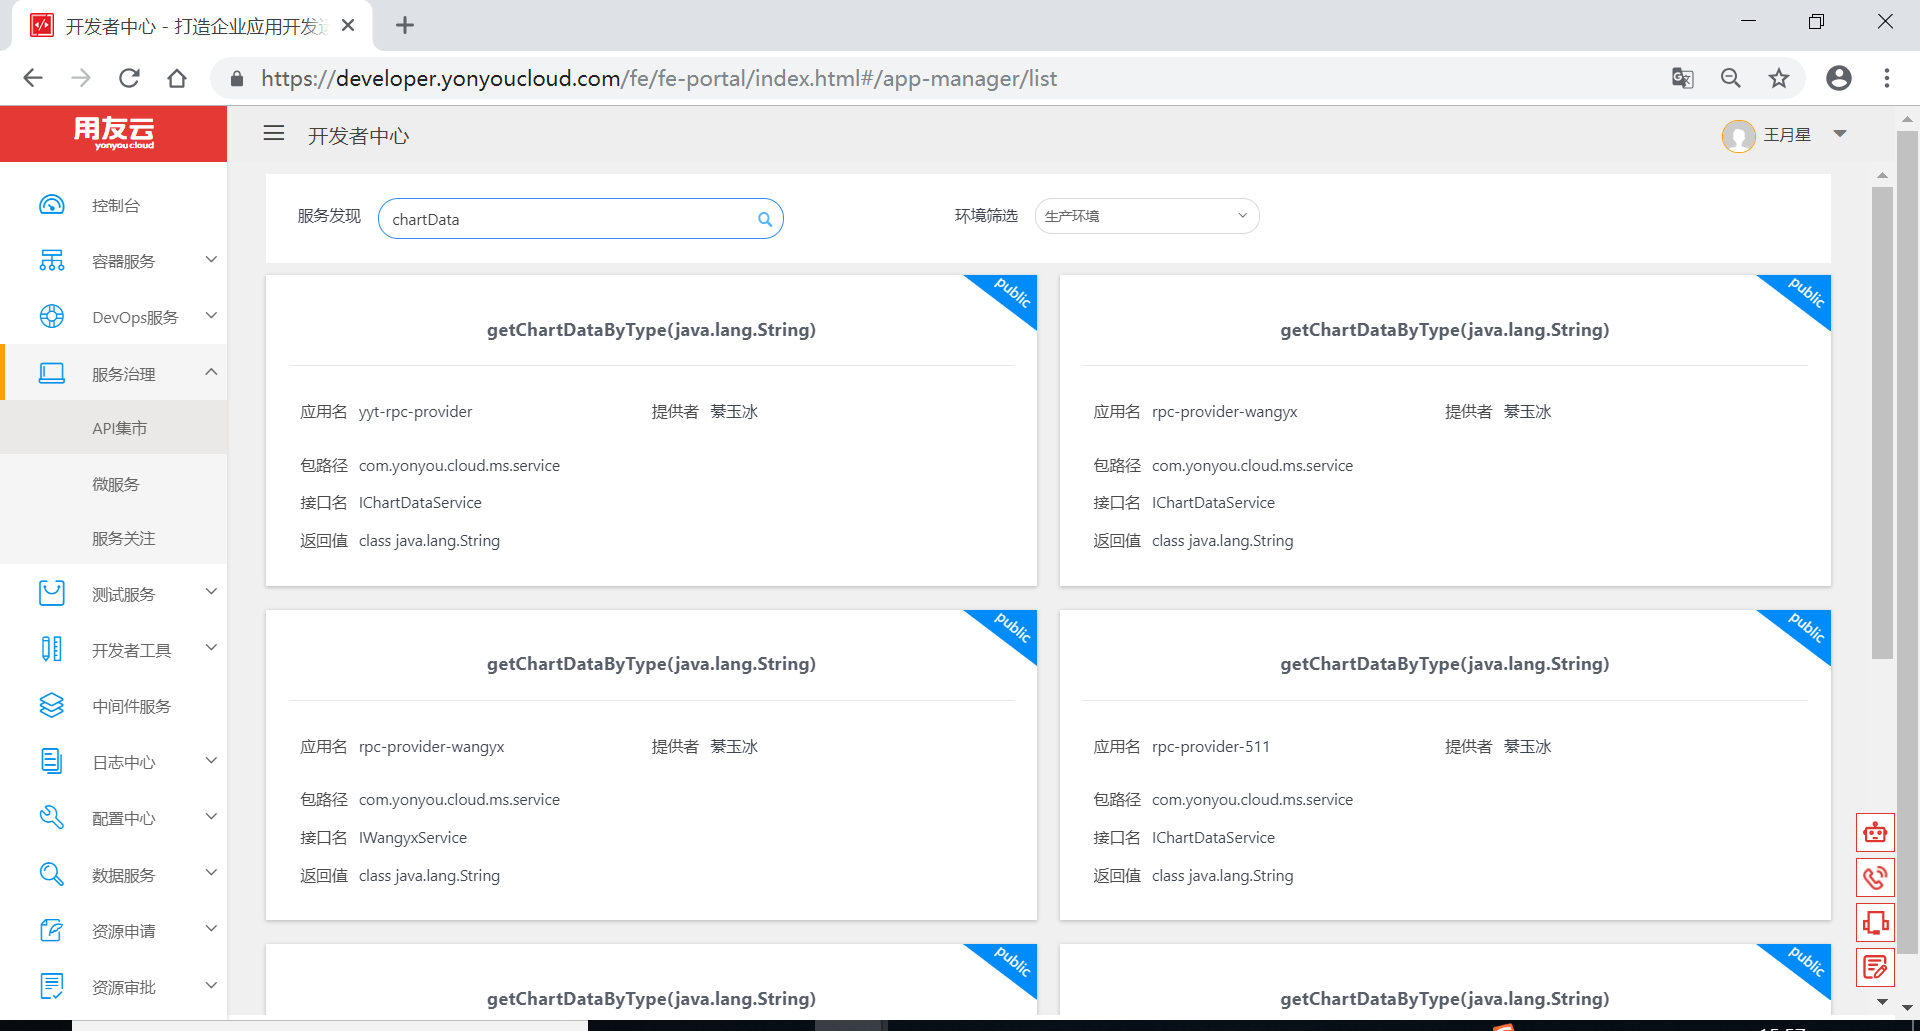 开发者中心 - 打造企业应用开发
https://developer.yonyoucloud.com/fe/fe-portal/index.html#/app-manager/list
用友云
yonyou cloud
开发者中心
王月星
控制台
容器服务
DevOps服务
服务治理
API集市
微服务
服务关注
测试服务
开发者工具
中间件服务
日志中心
配置中心
数据服务
资源申请
资源审批
服务发现 chartData 环境筛选 生产环境
public
getChartDataByType(java.lang.String)
应用名 yyt-rpc-provider 提供者 綦玉冰
包路径 com.yonyou.cloud.ms.service
接口名 IChartDataService
返回值 class java.lang.String
public
getChartDataByType(java.lang.String)
应用名 rpc-provider-wangyx 提供者 綦玉冰
包路径 com.yonyou.cloud.ms.service
接口名 IChartDataService
返回值 class java.lang.String
public
getChartDataByType(java.lang.String)
应用名 rpc-provider-wangyx 提供者 綦玉冰
包路径 com.yonyou.cloud.ms.service
接口名 IWangyxService
返回值 class java.lang.String
public
getChartDataByType(java.lang.String)
应用名 rpc-provider-511 提供者 綦玉冰
包路径 com.yonyou.cloud.ms.service
接口名 IChartDataService
返回值 class java.lang.String
public
getChartDataByType(java.lang.String)
public
getChartDataByType(java.lang.String)